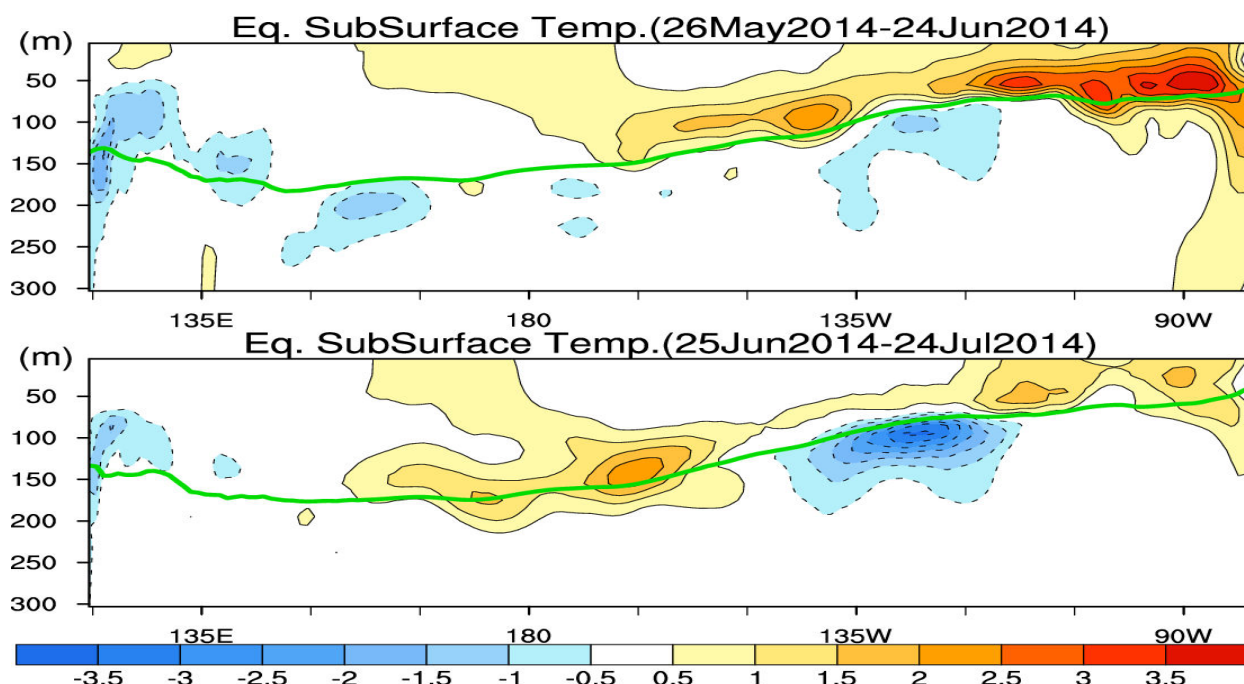 Eq. SubSurface Temp.(26May2014-24Jun2014)
(m)
50
100
150
200
250
300
135E 180 135W 90W
Eq. SubSurface Temp.(25Jun2014-24Jul2014)
(m)
50
100
150
200
250
300
135E 180 135W 90W
-3.5 -3 -2.5 -2 -1.5 -1 -0.5 0.5 1 1.5 2 2.5 3 3.5